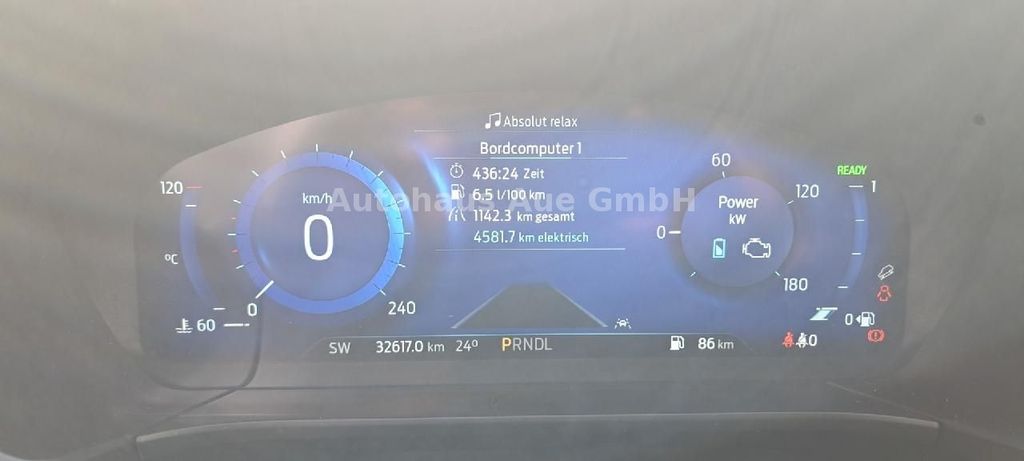 Absolut relax
Bordcomputer 1
436:24 Zeit
6.5 l/100 km
1142.3 km gesamt
4581.7 km elektrisch
Autohaus Aue GmbH
120
°C
60
km/h
0
0
240
60
0
120
180
Power
kW
READY
1
0
0
SW 32617.0 km 24° PRNDL 86 km